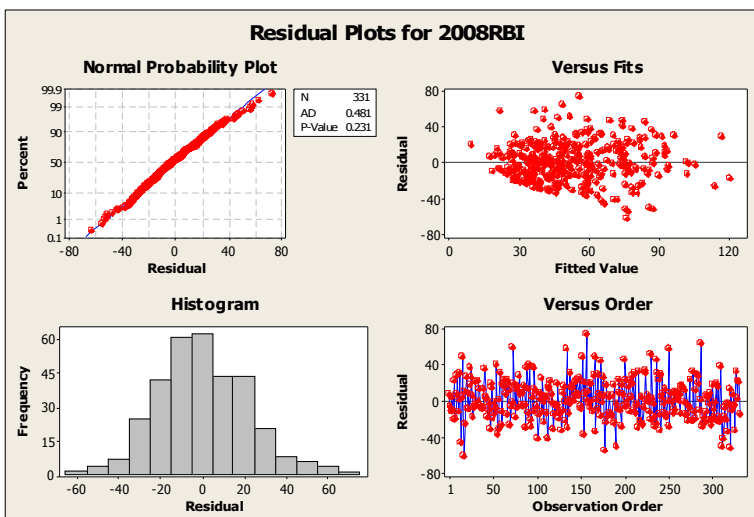 Residual Plots for 2008RBI
Normal Probability Plot
99.9
99
90
50
10
1
0.1
Percent
-80 -40 0 40 80
Residual
N 331
AD 0.481
P-Value 0.231
Versus Fits
80
40
0
-40
-80
Residual
0 30 60 90 120
Fitted Value
Histogram
60
45
30
15
0
Frequency
-60 -40 -20 0 20 40 60
Residual
Versus Order
80
40
0
-40
-80
Residual
1 50 100 150 200 250 300
Observation Order